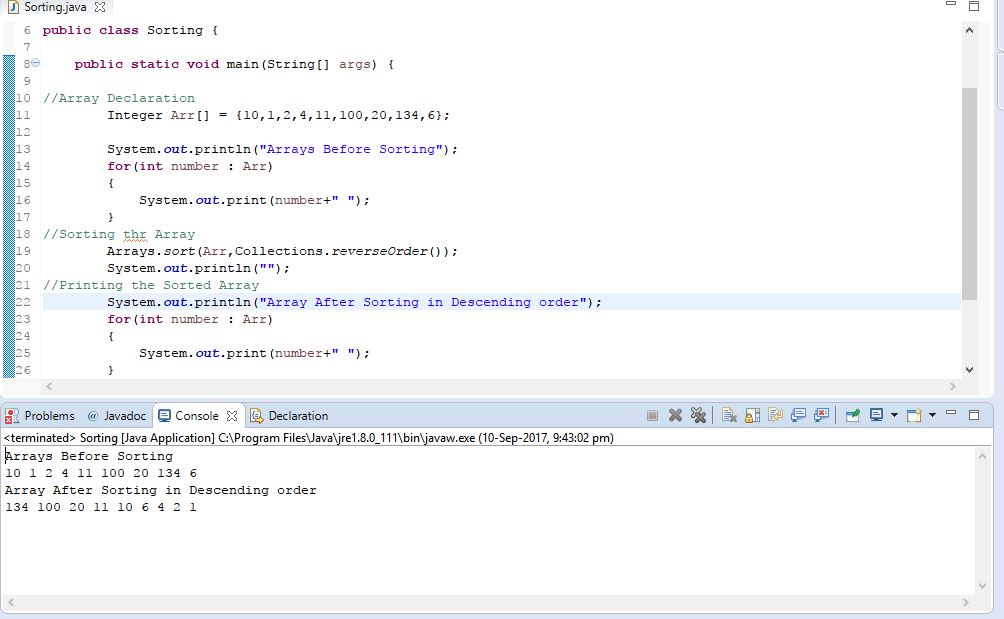 Sorting.java
6 public class Sorting {
7
8 public static void main(String[] args) {
9
10 //Array Declaration
11 Integer Arr[] = {10,1,2,4,11,100,20,134,6};
12
13 System.out.println("Arrays Before Sorting");
14 for(int number : Arr)
15 {
16 System.out.print(number+" ");
17 }
18 //Sorting thr Array
19 Arrays.sort(Arr,Collections.reverseOrder());
20 System.out.println("");
21 //Printing the Sorted Array
22 System.out.println("Array After Sorting in Descending order");
23 for(int number : Arr)
24 {
25 System.out.print(number+" ");
26 }
Problems @ Javadoc Console Declaration
<terminated> Sorting [Java Application] C:\Program Files\Java\jre1.8.0_111\bin\javaw.exe (10-Sep-2017, 9:43:02 pm)
Arrays Before Sorting
10 1 2 4 11 100 20 134 6
Array After Sorting in Descending order
134 100 20 11 10 6 4 2 1